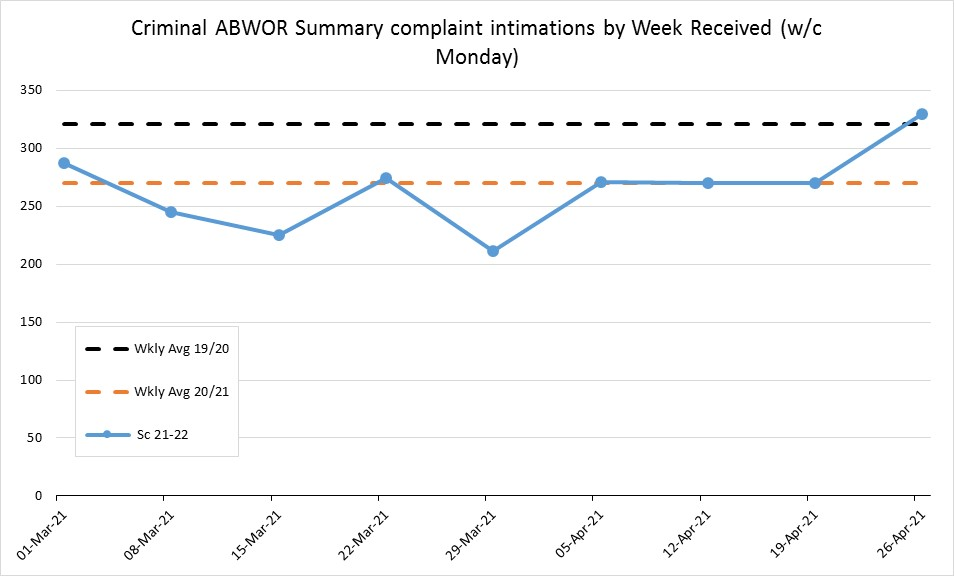 Criminal ABWOR Summary complaint intimations by Week Received (w/c
Monday)
350
300
250
200
150
100
50
0
Wkly Avg 19/20
Wkly Avg 20/21
Sc 21-22
01-Mar-21
08-Mar-21
15-Mar-21
22-Mar-21
29-Mar-21
05-Apr-21
12-Apr-21
19-Apr-21
26-Apr-21